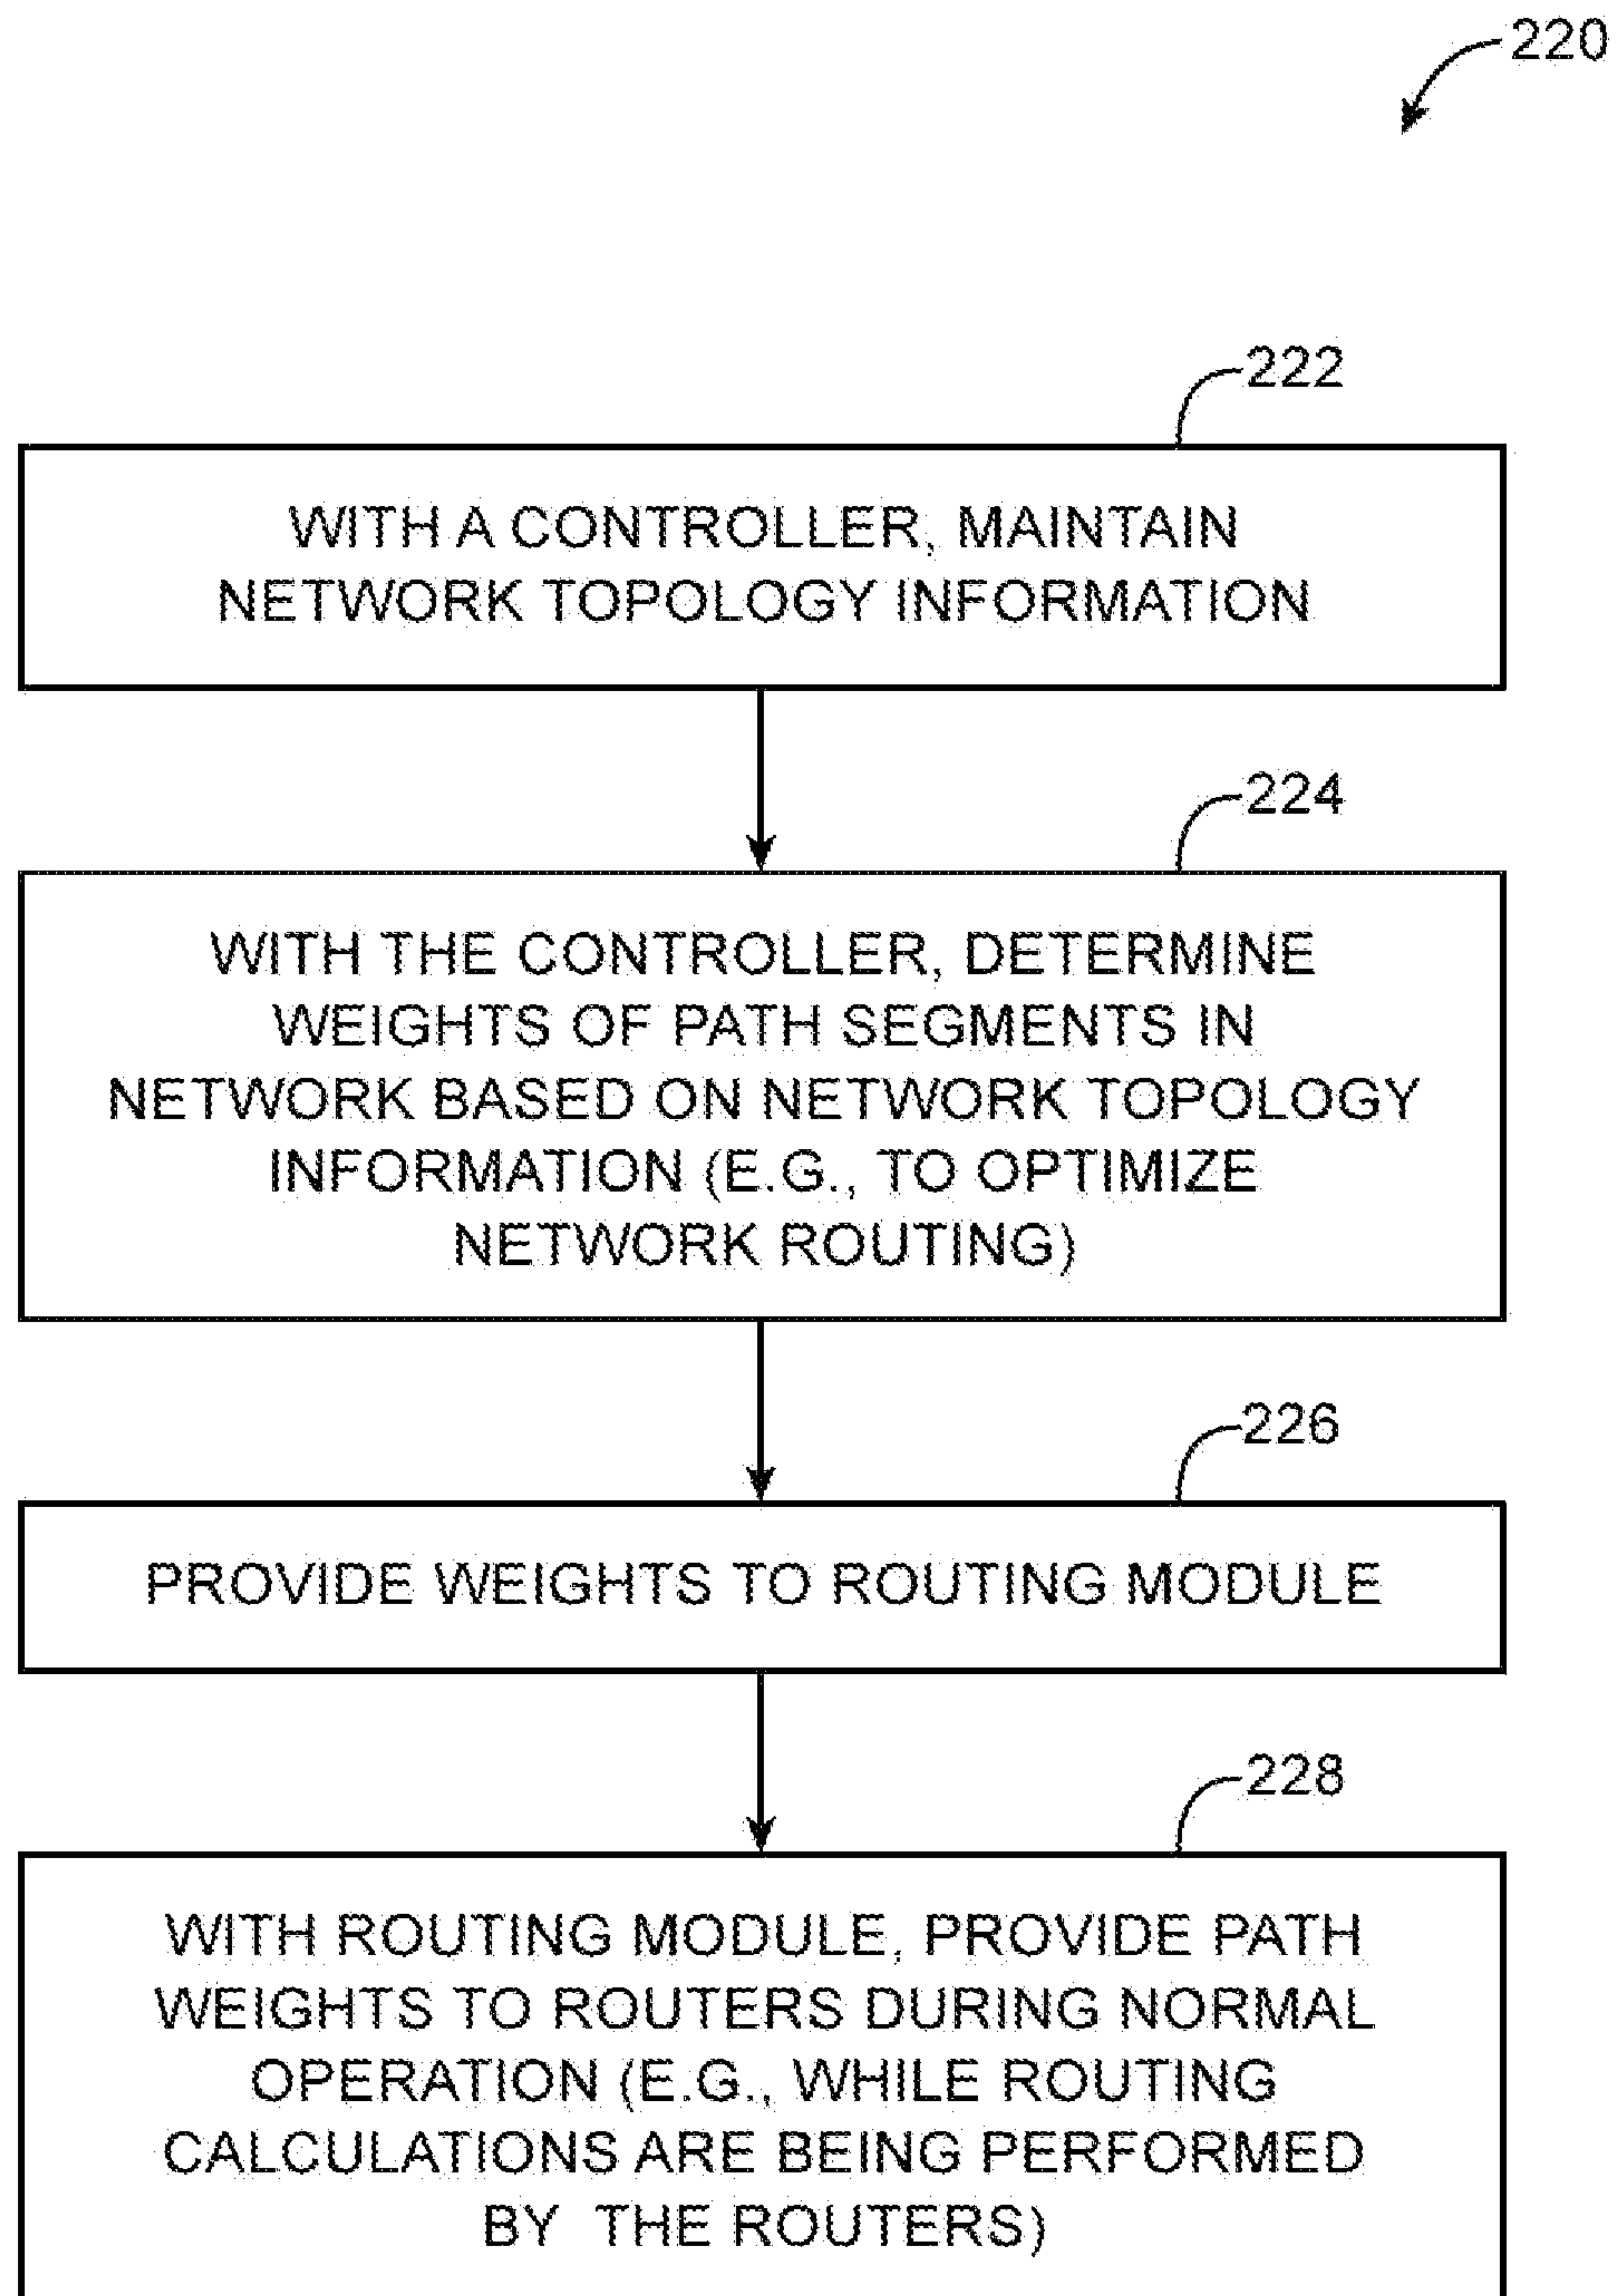 220
222
WITH A CONTROLLER, MAINTAIN
NETWORK TOPOLOGY INFORMATION
224
WITH THE CONTROLLER, DETERMINE
WEIGHTS OF PATH SEGMENTS IN
NETWORK BASED ON NETWORK TOPOLOGY
INFORMATION (E.G., TO OPTIMIZE
NETWORK ROUTING)
226
PROVIDE WEIGHTS TO ROUTING MODULE
228
WITH ROUTING MODULE, PROVIDE PATH
WEIGHTS TO ROUTERS DURING NORMAL
OPERATION (E.G., WHILE ROUTING
CALCULATIONS ARE BEING PERFORMED
BY THE ROUTERS)